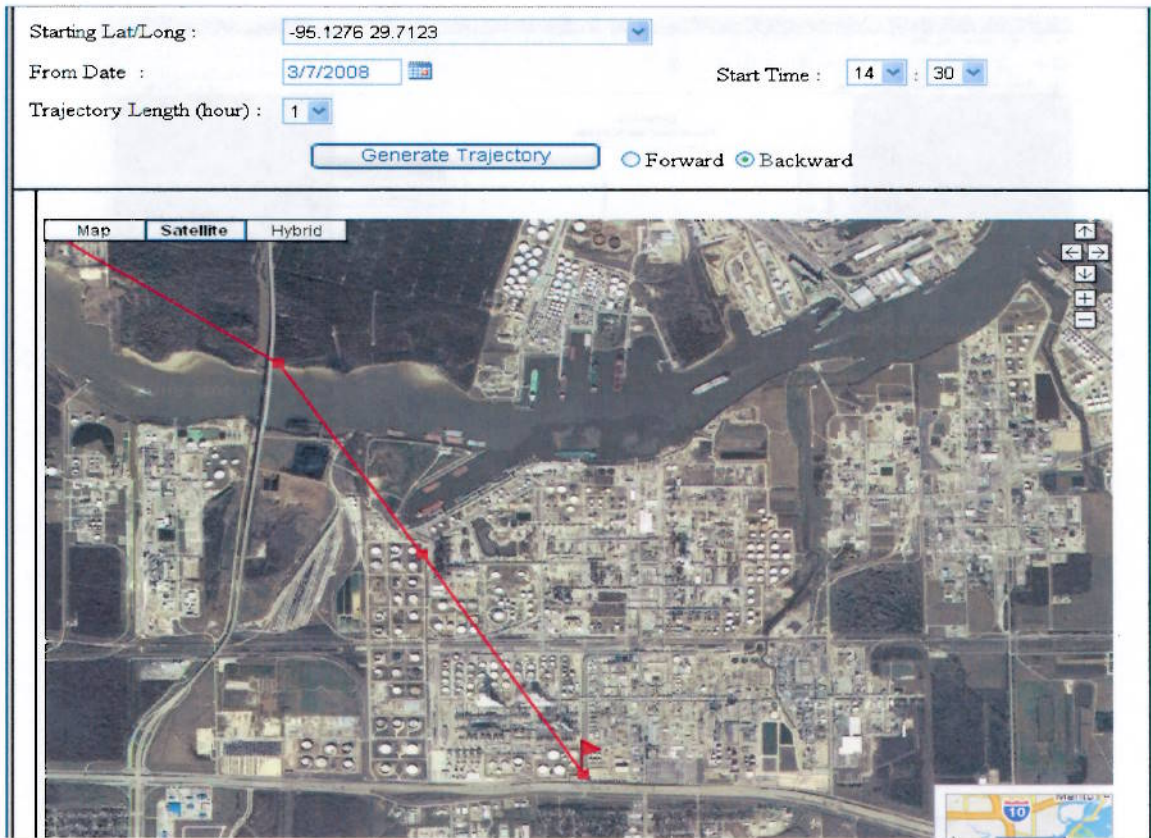 Starting Lat/Long : -95.1276 29.7123
From Date : 3/7/2008 Start Time : 14 : 30
Trajectory Length (hour) : 1
Generate Trajectory Forward Backward
Map Satellite Hybrid
10